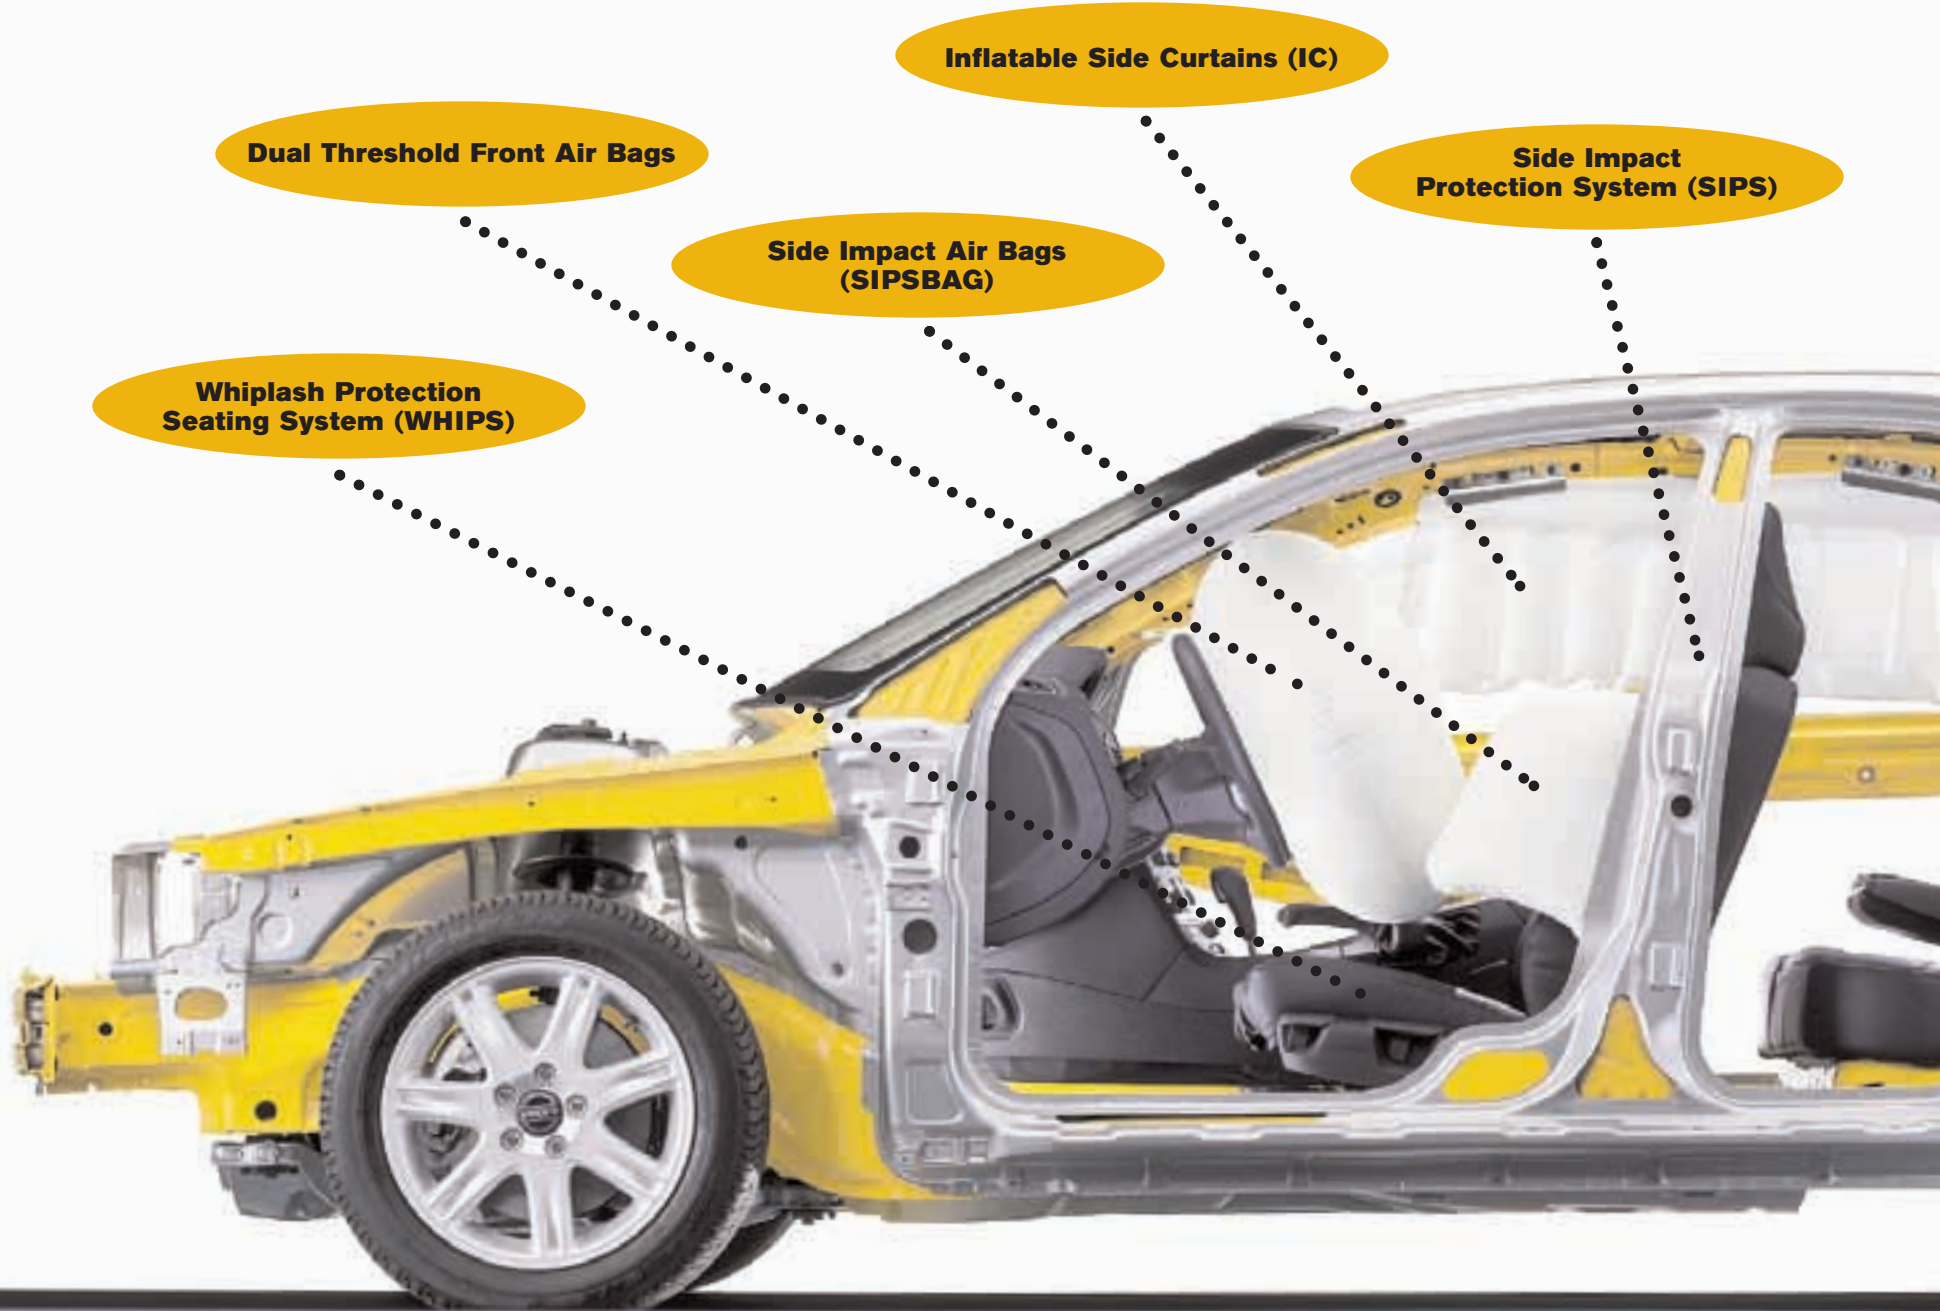 Inflatable Side Curtains (IC)
Dual Threshold Front Air Bags
Side Impact
Protection System (SIPS)
Side Impact Air Bags
(SIPSBAG)
Whiplash Protection
Seating System (WHIPS)